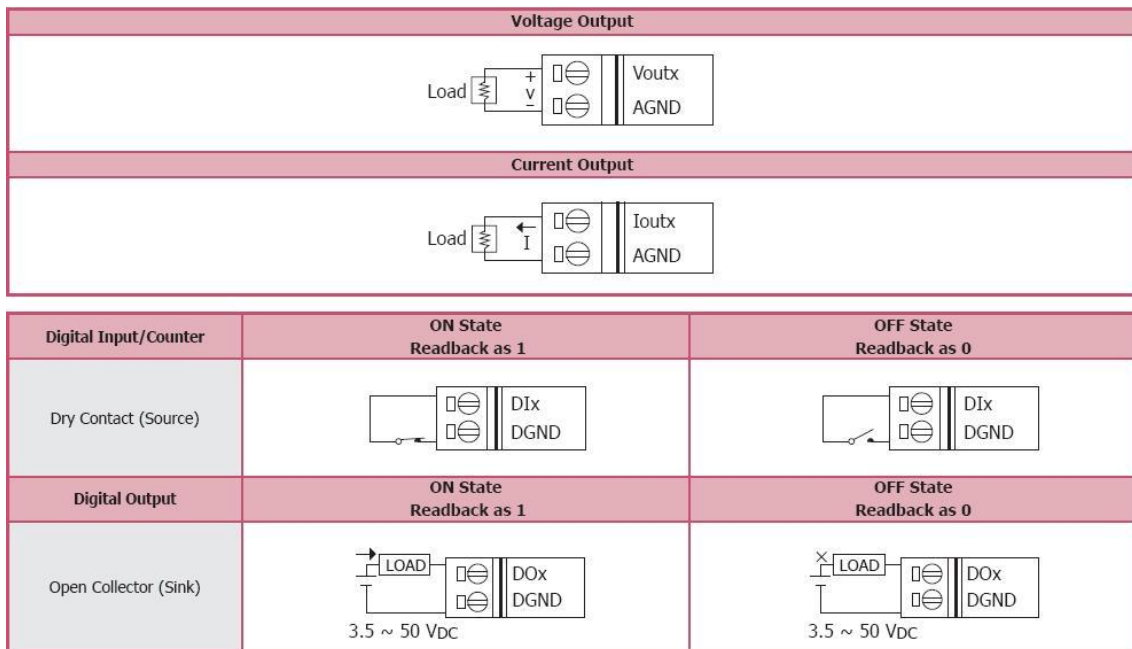 Voltage Output
Load
+
V
-
Voutx
AGND
Current Output
Load
I
Ioutx
AGND
Digital Input/Counter
ON State
Readback as 1
OFF State
Readback as 0
Dry Contact (Source)
DIx
DGND
DIx
DGND
Digital Output
ON State
Readback as 1
OFF State
Readback as 0
Open Collector (Sink)
LOAD
DOx
DGND
3.5 ~ 50 VDC
LOAD
DOx
DGND
3.5 ~ 50 VDC